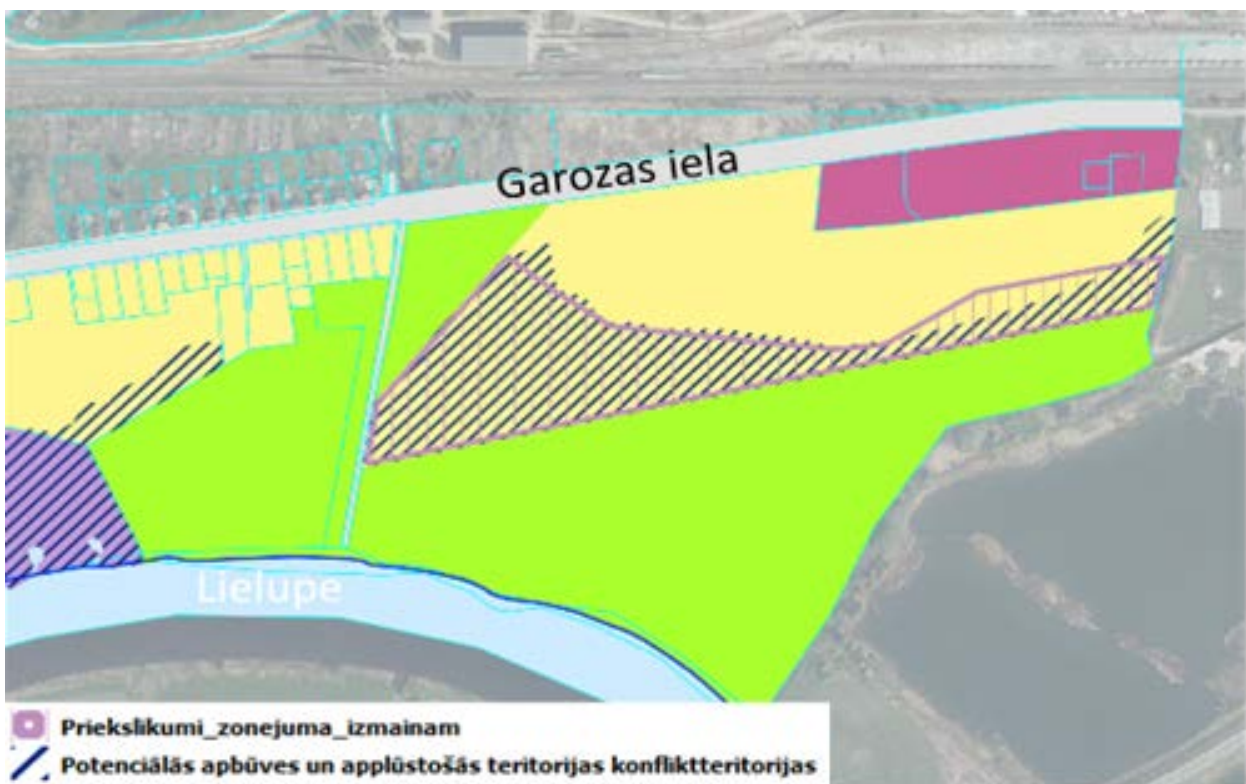 Garozas iela
Lielupe
Priekslikumi_zonejuma_izmainam
Potenciālās apbūves un applūstošās teritorijas konfliktteritorijas